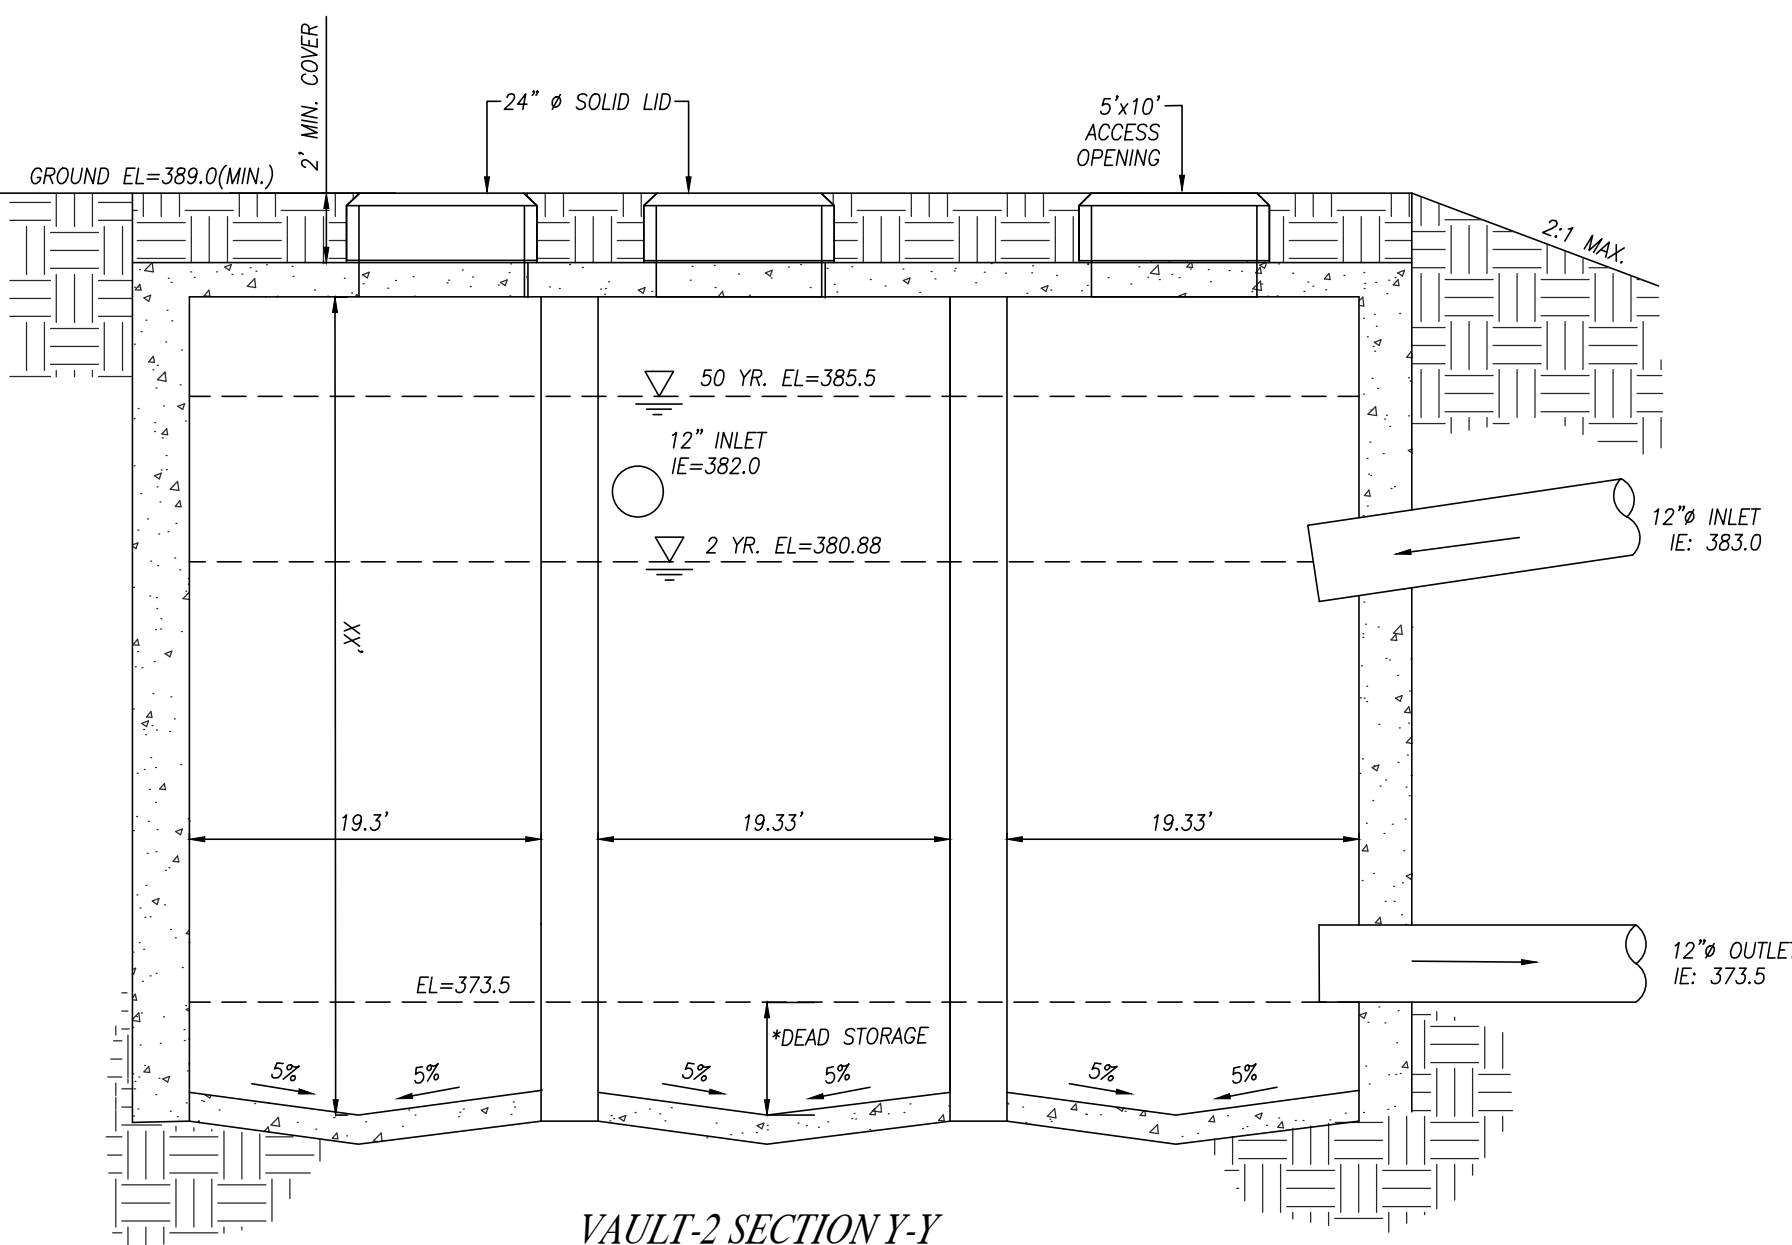 2' MIN. COVER
24" ø SOLID LID
5'x10'
ACCESS
OPENING
GROUND EL=389.0(MIN.)
2:1 MAX.
50 YR. EL=385.5
12" INLET
IE=382.0
2 YR. EL=380.88
12"ø INLET
IE: 383.0
XX'
19.3'
19.33'
19.33'
12"ø OUTLET
IE: 373.5
EL=373.5
*DEAD STORAGE
5%
5%
5%
5%
5%
5%
VAULT-2 SECTION Y-Y